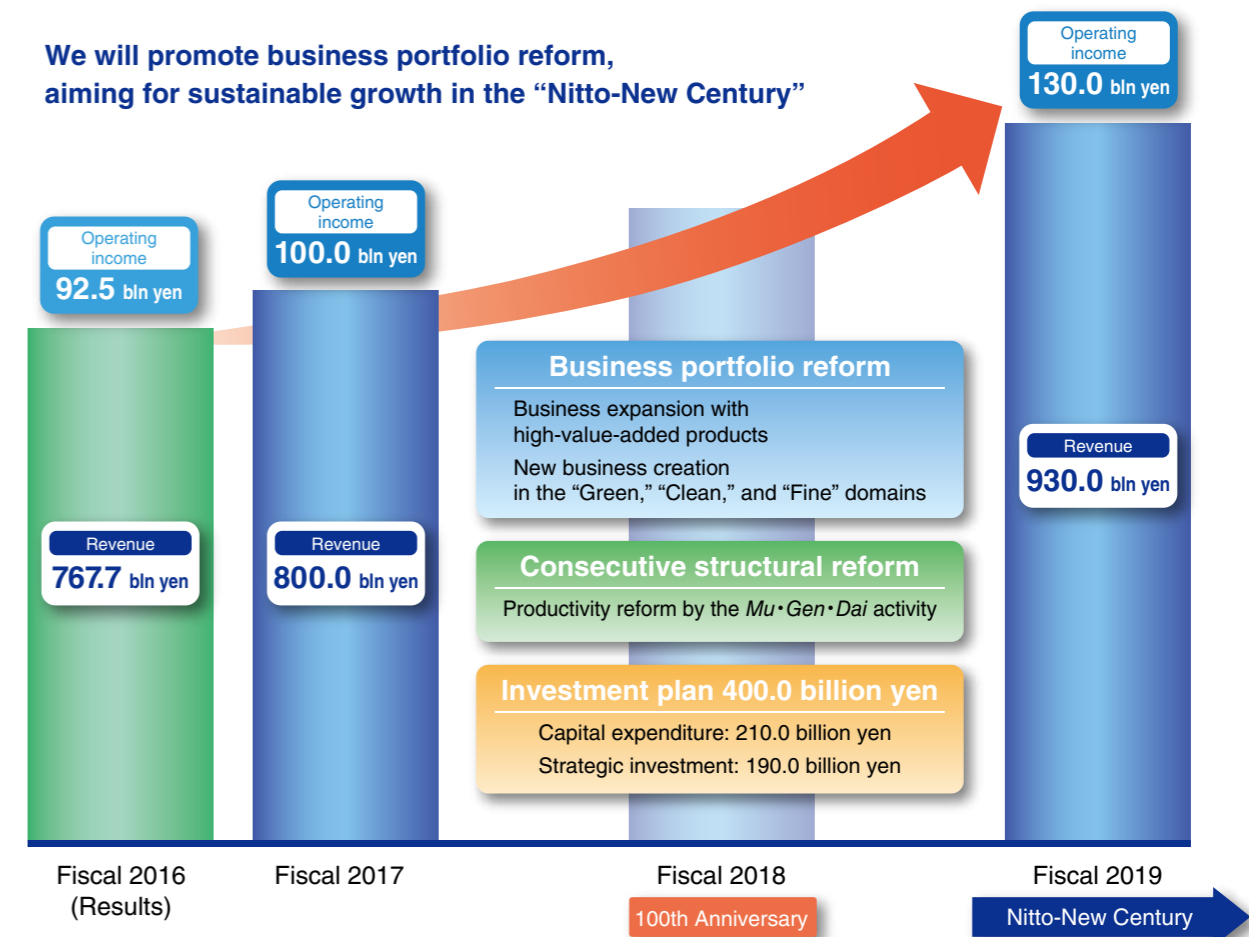 We will promote business portfolio reform,
aiming for sustainable growth in the “Nitto-New Century”
Operating
income
92.5 bln yen
Revenue
767.7 bln yen
Fiscal 2016
(Results)
Operating
income
100.0 bln yen
Revenue
800.0 bln yen
Fiscal 2017
Business portfolio reform
Business expansion with
high-value-added products
New business creation
in the “Green,” “Clean,” and “Fine” domains
Consecutive structural reform
Productivity reform by the Mu・Gen・Dai activity
Investment plan 400.0 billion yen
Capital expenditure: 210.0 billion yen
Strategic investment: 190.0 billion yen
Fiscal 2018
100th Anniversary
Operating
income
130.0 bln yen
Revenue
930.0 bln yen
Fiscal 2019
Nitto-New Century